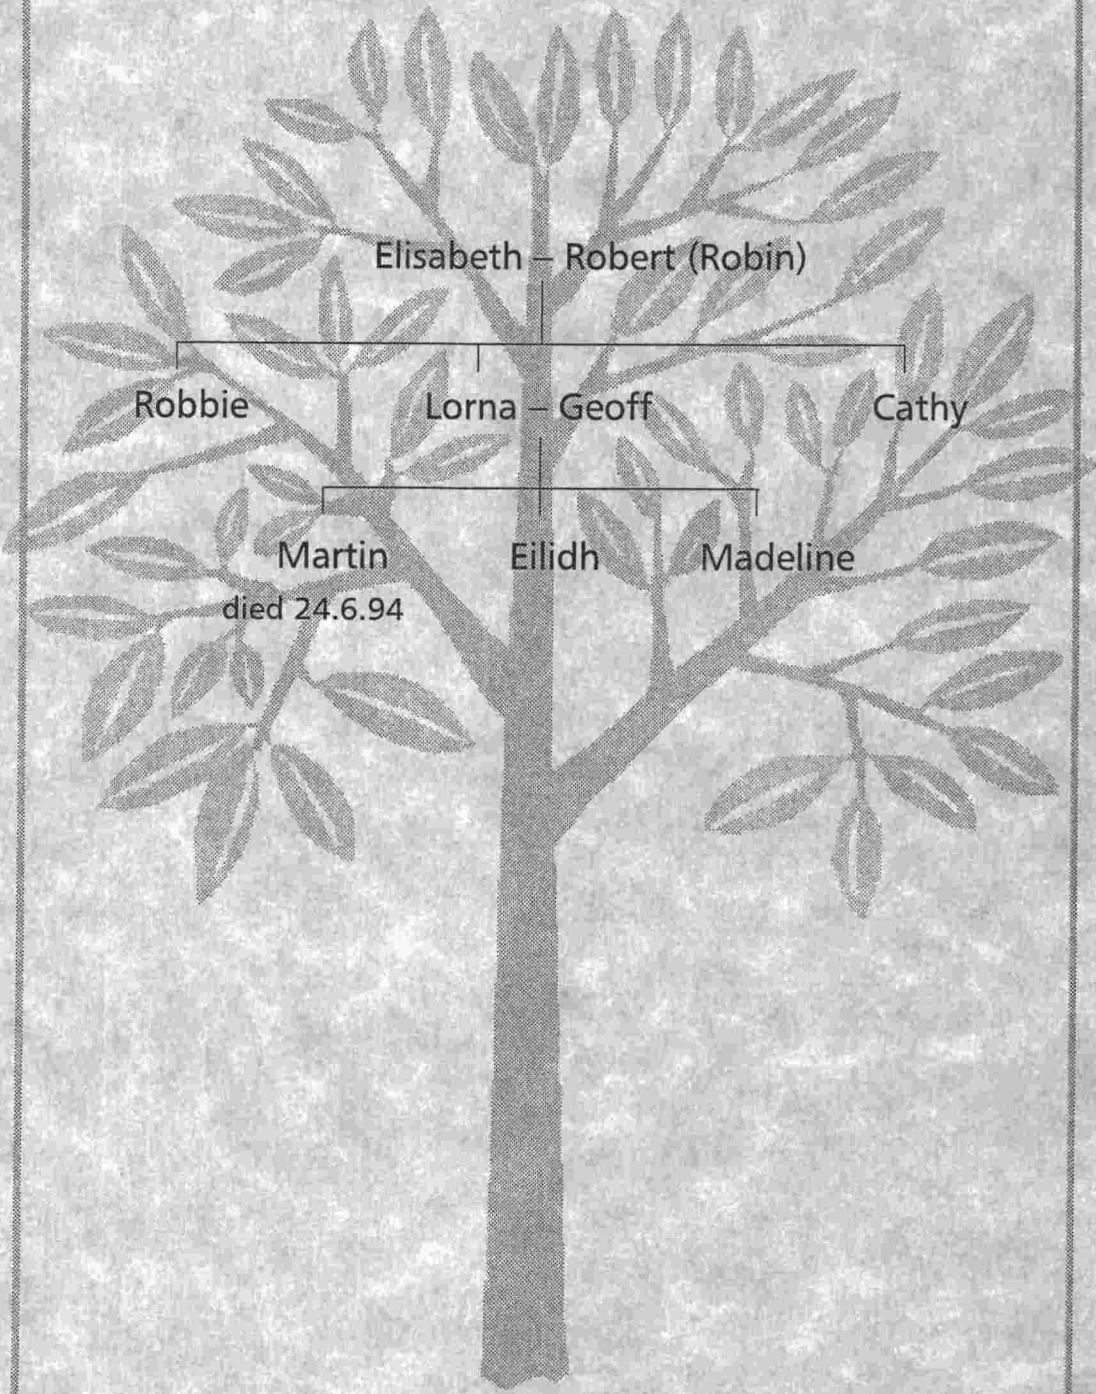 Elisabeth – Robert (Robin)
Robbie Lorna – Geoff Cathy
Martin Eilidh Madeline
died 24.6.94